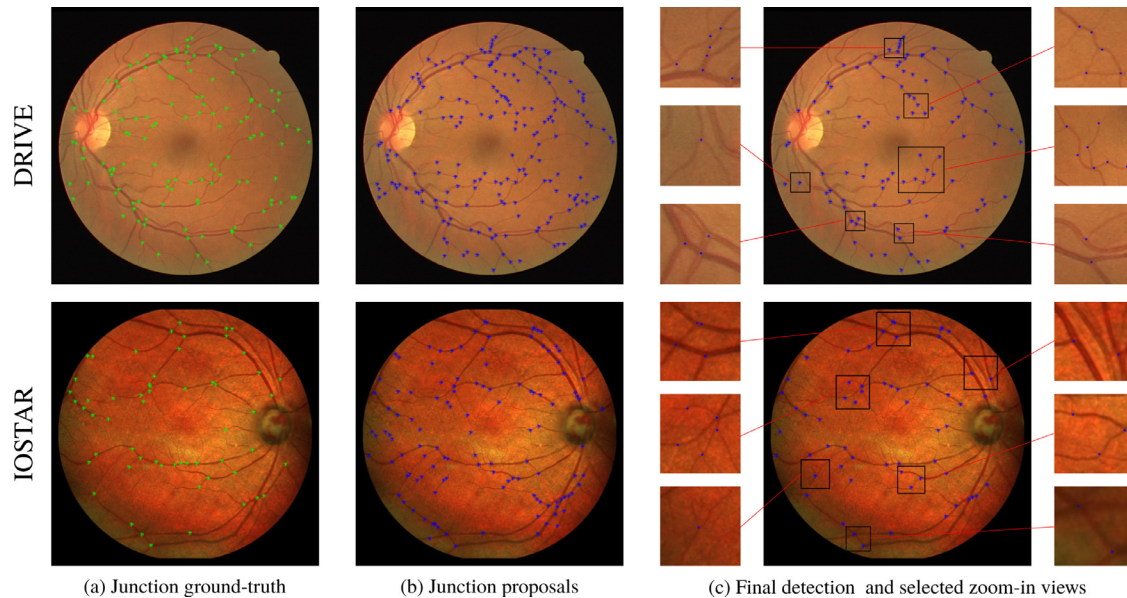 DRIVE
IOSTAR
(a) Junction ground-truth
(b) Junction proposals
(c) Final detection and selected zoom-in views